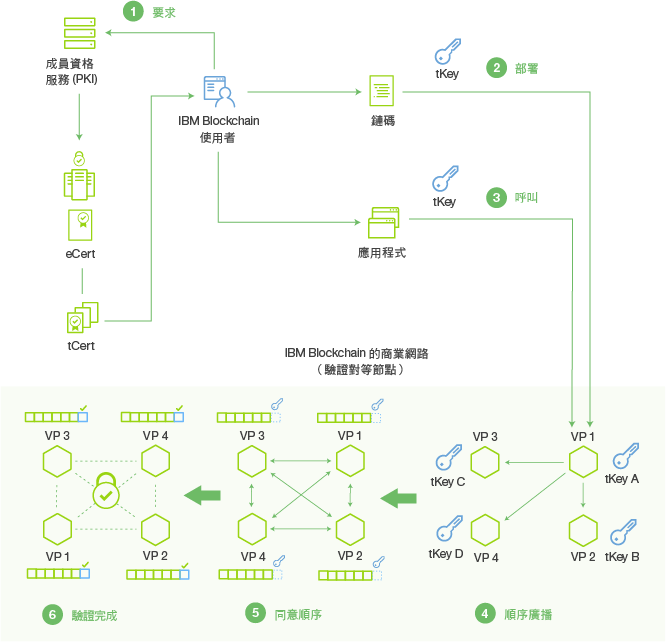 1 要求
成員資格
服務 (PKI)
tKey
2 部署
IBM Blockchain
使用者
鏈碼
tKey
3 呼叫
eCert
應用程式
tCert
IBM Blockchain 的商業網路
（驗證對等節點）
VP 3
VP 4
VP 3
VP 1
VP 3
VP 1
tKey C
tKey A
VP 1
VP 2
VP 4
VP 2
tKey D
VP 4
VP 2
tKey B
6 驗證完成
5 同意順序
4 順序廣播